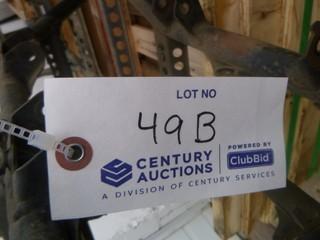 LOT NO
49B
CENTURY
AUCTIONS
POWERED BY
ClubBid
A DIVISION OF CENTURY SERVICES